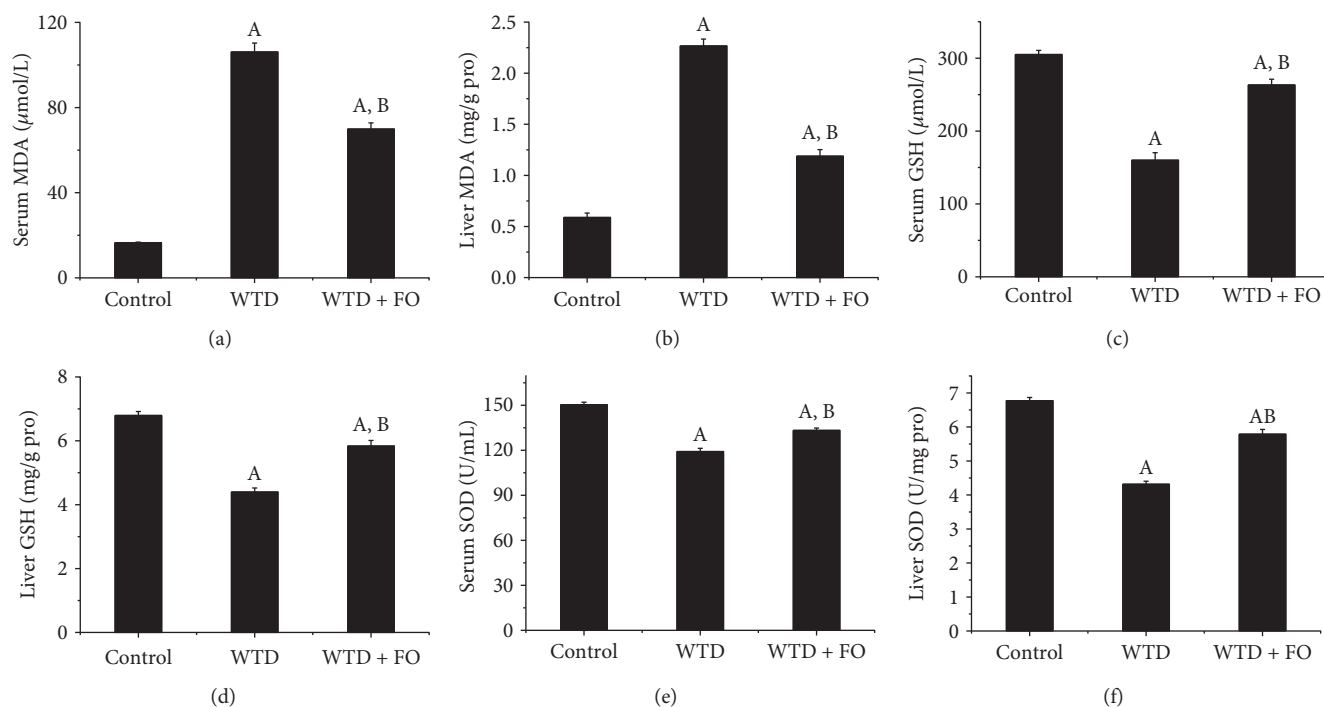 Serum MDA (μmol/L)
120
80
40
0
A
A, B
Control
WTD
WTD + FO
(a)
Liver MDA (mg/g pro)
2.5
2.0
1.5
1.0
0.5
0.0
A
A, B
Control
WTD
WTD + FO
(b)
Serum GSH (μmol/L)
300
200
100
0
A
A, B
Control
WTD
WTD + FO
(c)
Liver GSH (mg/g pro)
8
6
4
2
0
A
A, B
Control
WTD
WTD + FO
(d)
Serum SOD (U/mL)
150
120
90
60
30
0
A
A, B
Control
WTD
WTD + FO
(e)
Liver SOD (U/mg pro)
7
6
5
4
3
2
1
0
A
AB
Control
WTD
WTD + FO
(f)